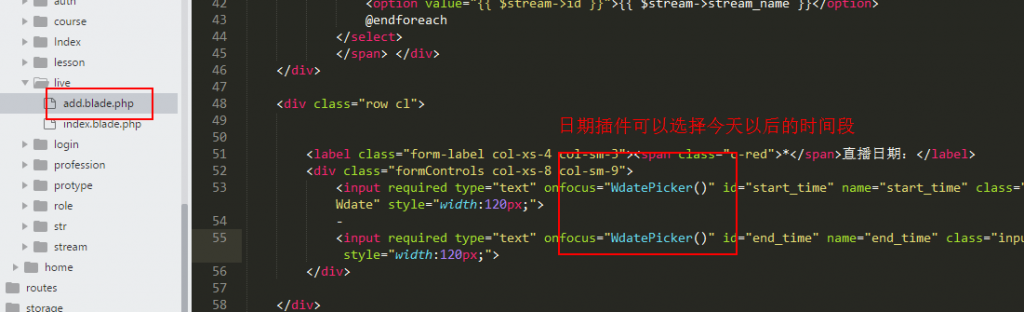 auth
course
Index
lesson
live
add.blade.php
index.blade.php
login
profession
protype
role
str
stream
home
routes
storage
42 <option value="{{ $stream->id }}">{{ $stream->stream_name }}</option>
43 @endforeach
44 </select>
45 </span> </div>
46 </div>
47
48 <div class="row cl">
49
50
日期插件可以选择今天以后的时间段
51 <label class="form-label col-xs-4 col-sm-3"><span class="c-red">*</span>直播日期：</label>
52 <div class="formControls col-xs-8 col-sm-9">
53 <input required type="text" onfocus="WdatePicker()" id="start_time" name="start_time" class="
Wdate" style="width:120px;">
54 -
55 <input required type="text" onfocus="WdatePicker()" id="end_time" name="end_time" class="inpu
style="width:120px;">
56 </div>
57
58 </div>